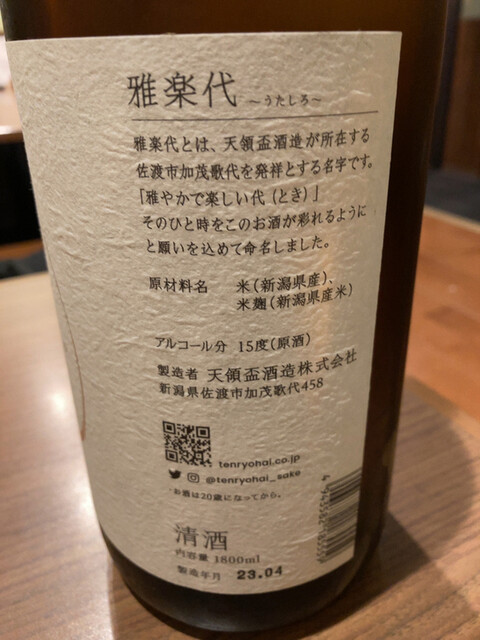 雅楽代 ～うたしろ～
雅楽代とは、天領盃酒造が所在する
佐渡市加茂歌代を発祥とする名字です。
「雅やかで楽しい代（とき）」
そのひと時をこのお酒が彩れるように
と願いを込めて命名しました。
原材料名 米（新潟県産）、
米麹（新潟県産米）
アルコール分 15度（原酒）
製造者 天領盃酒造株式会社
新潟県佐渡市加茂歌代458
tenryohai.co.jp
@tenryohai_sake
・お酒は20歳になってから。
清酒
内容量 1800ml
製造年月 23.04